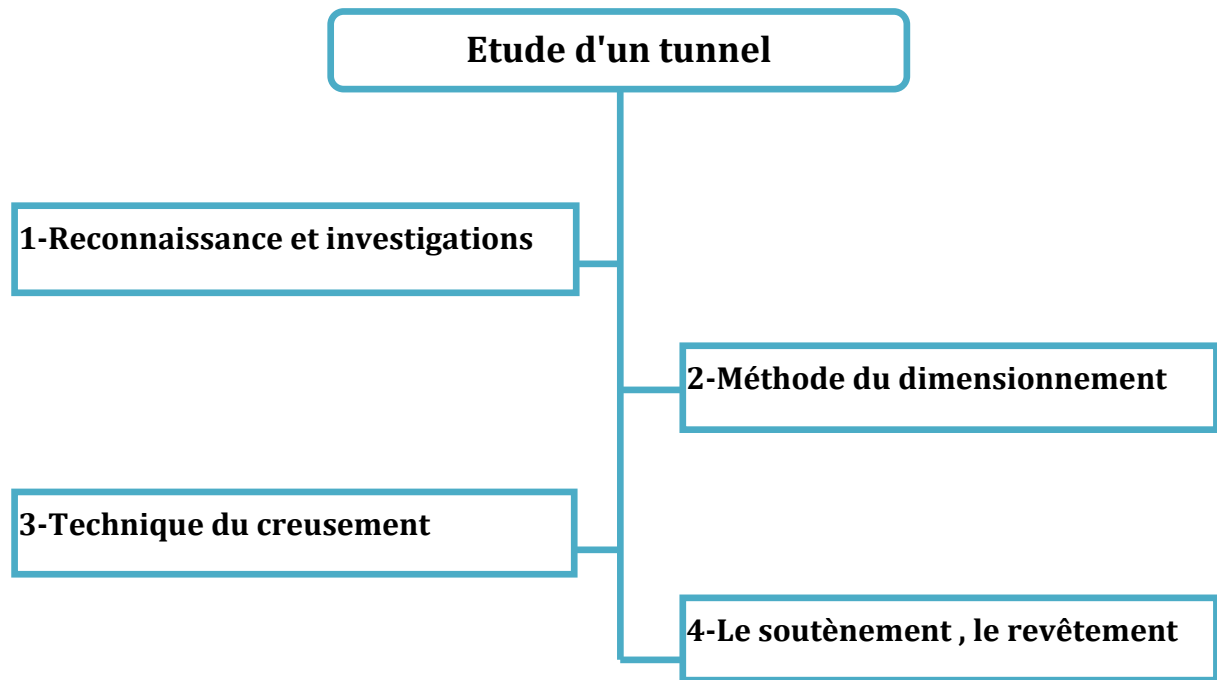 Etude d'un tunnel
1-Reconnaissance et investigations
2-Méthode du dimensionnement
3-Technique du creusement
4-Le soutènement , le revêtement